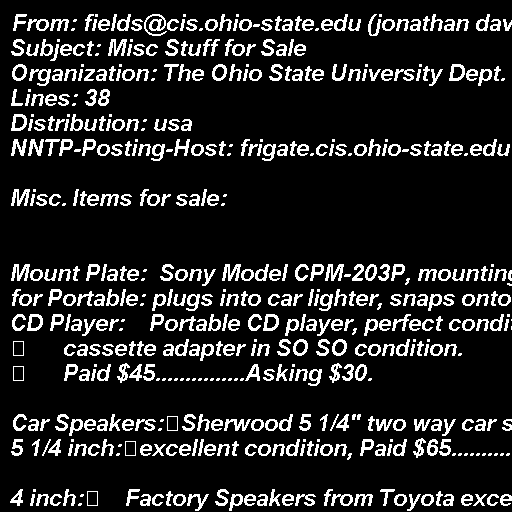 From: fields@cis.ohio-state.edu (jonathan
Subject: Misc Stuff for Sale
Organization: The Ohio State University Dept.
Lines: 38
Distribution: usa
NNTP-Posting-Host: frigate.cis.ohio-state.edu
Misc. Items for sale:
Mount Plate:  Sony Model CPM-203P, mounting
for Portable: plugs into car lighter, snaps onto
CD Player:    Portable CD player, perfect
cassette adapter in SO SO condition.
Paid $45...............Asking $30.
Car Speakers: Sherwood 5 1/4" two way car
5 1/4 inch: excellent condition, Paid $65..........
4 inch:    Factory Speakers from Toyota